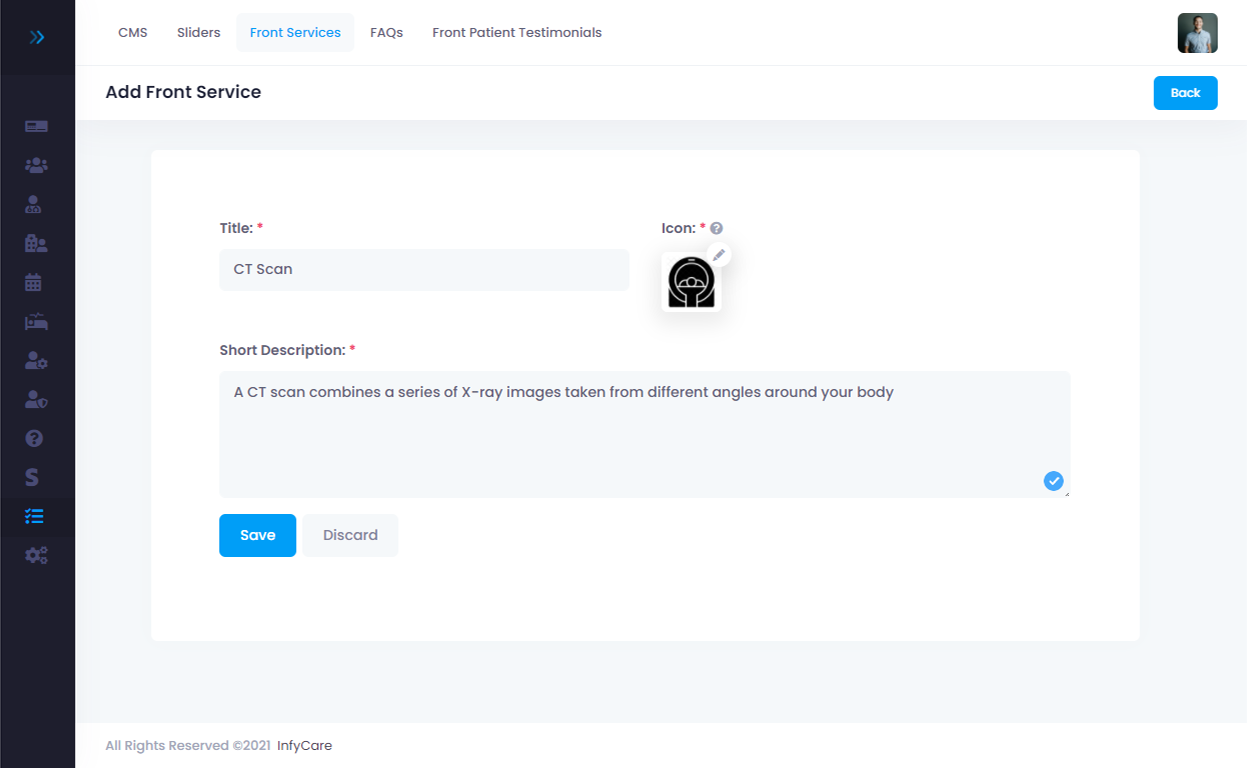 CMS Sliders Front Services FAQs Front Patient Testimonials
Add Front Service
Back
Title: *
Icon: *
CT Scan
Short Description: *
A CT scan combines a series of X-ray images taken from different angles around your body
Save
Discard
All Rights Reserved ©2021 InfyCare